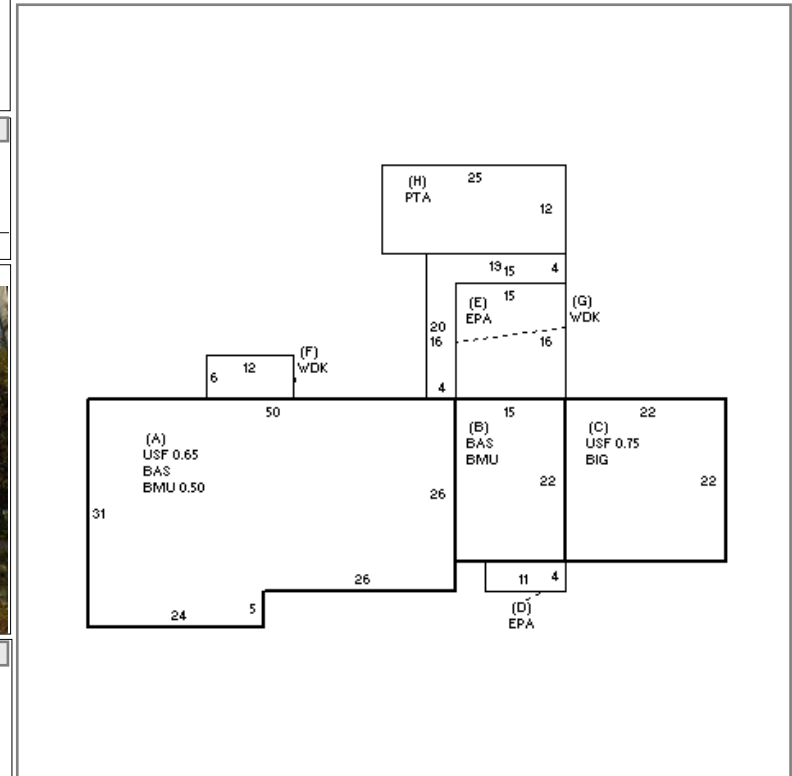 (H)
PTA
25
12
19 15 4
15
(E)
EPA
(G)
WDK
20
16
16
(F)
WDK
12
6
4
50
15
22
(A)
USF 0.65
BAS
BMU 0.50
(B)
BAS
BMU
(C)
USF 0.75
BIG
26
22
22
31
26
11 4
24
5
(D)
EPA